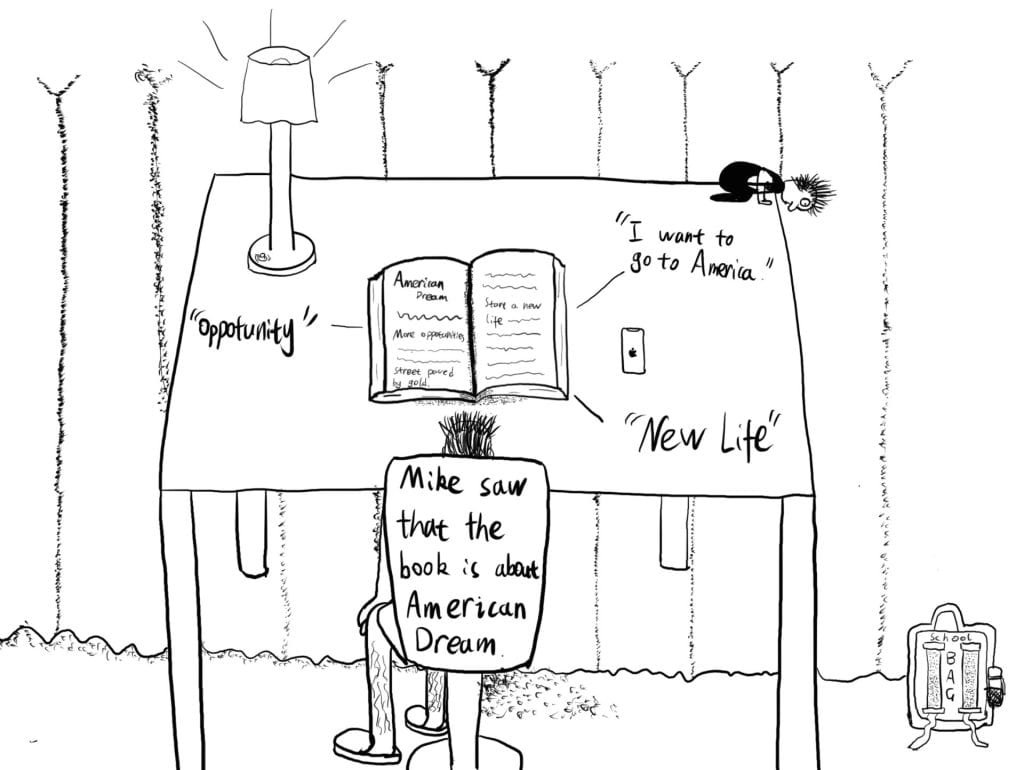 "I want to
go to America."
American
Dream
More oppotunities
Street paved
by gold.
Start a new
life
"Oppotunity"
"New Life"
Mike saw
that the
book is about
American
Dream.
School
BAG